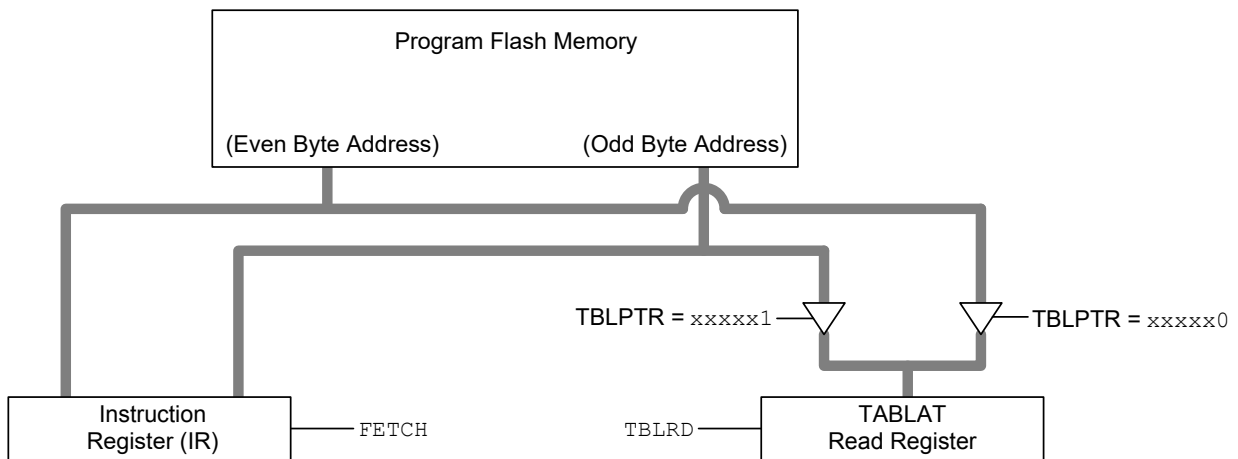 Program Flash Memory
(Even Byte Address)
(Odd Byte Address)
TBLPTR = xxxxx1
TBLPTR = xxxxx0
Instruction
Register (IR)
FETCH
TBLRD
TABLAT
Read Register